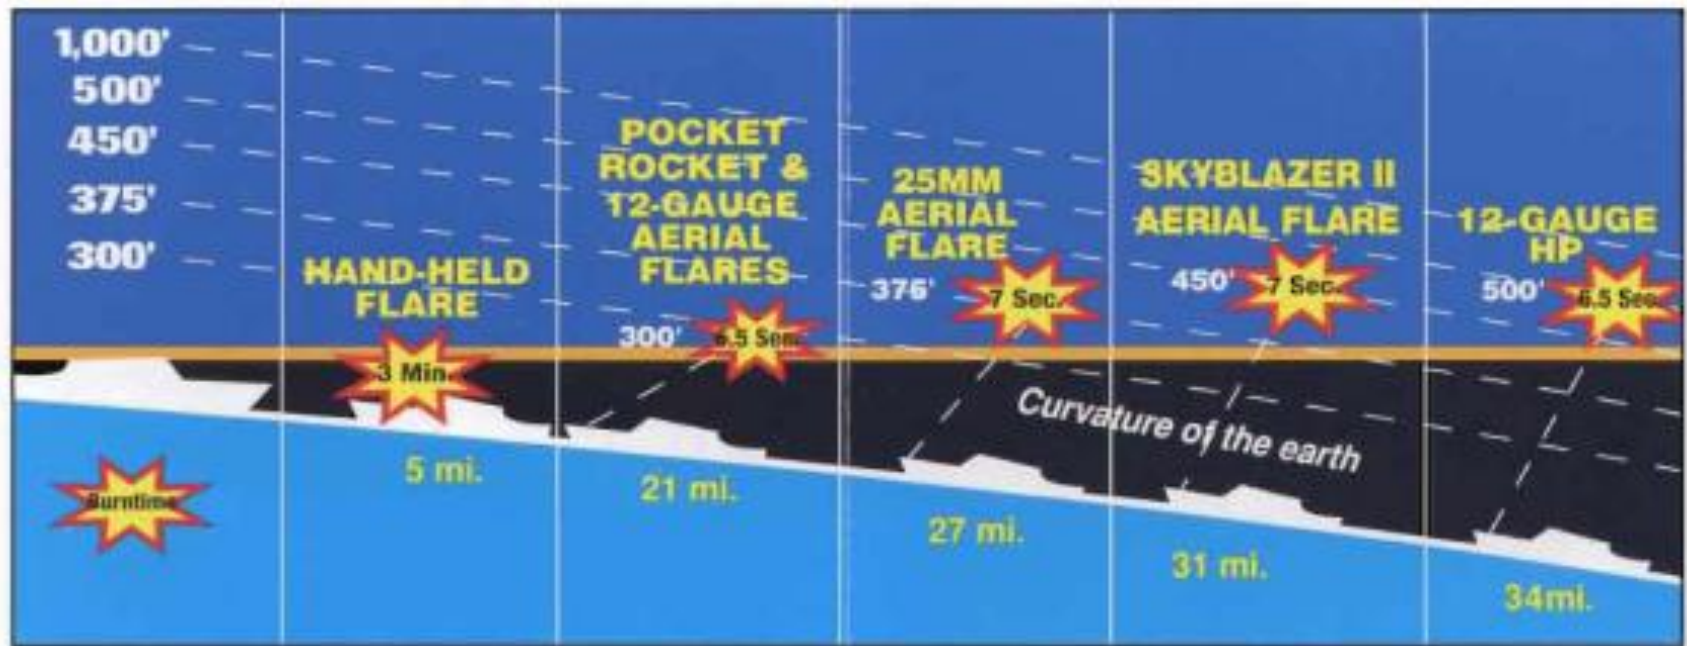 1,000'
500'
450'
375'
300'
HAND-HELD
FLARE
3 Min.
5 mi.
POCKET
ROCKET &
12-GAUGE
AERIAL
FLARES
300'
6.5 Sec.
21 mi.
25MM
AERIAL
FLARE
376'
7 Sec.
27 mi.
SKYBLAZER II
AERIAL FLARE
450'
7 Sec.
31 mi.
12-GAUGE
HP
500'
6.5 Sec.
34mi.
Curvature of the earth
Burntime